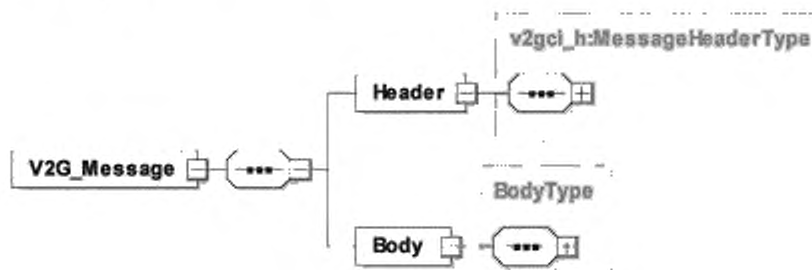 v2gci_h:MessageHeaderType
Header
V2G_Message
BodyType
Body